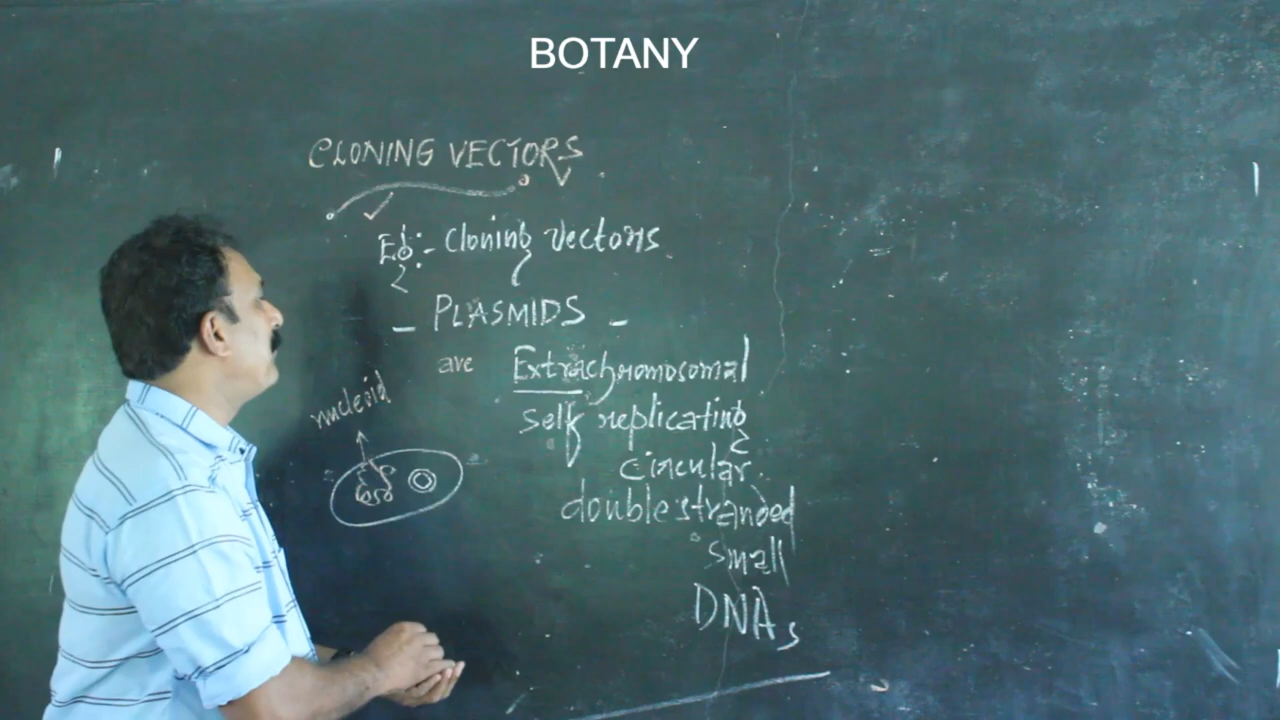 BOTANY
CLONING VECTORS
Eg:- Cloning vectors
- PLASMIDS -
are Extrachromosomal
self replicating
nucleoid
circular
double stranded
small
DNAs